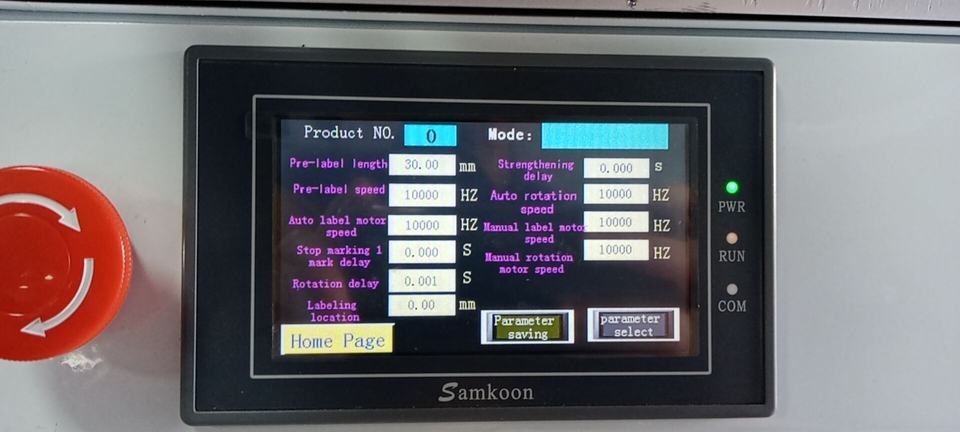 Product NO. 0 Mode:
Pre-label length 30.00 mm
Pre-label speed 10000 HZ
Auto label motor
speed 10000 HZ
Stop marking 1
mark delay 0.000 S
Rotation delay 0.001 S
Labeling
location 0.00 mm
Strengthening
delay 0.000 S
Auto rotation
speed 10000 HZ
Manual label motor
speed 10000 HZ
Manual rotation
motor speed 10000 HZ
Home Page
Parameter
saving
parameter
select
PWR
RUN
COM
Samkoon